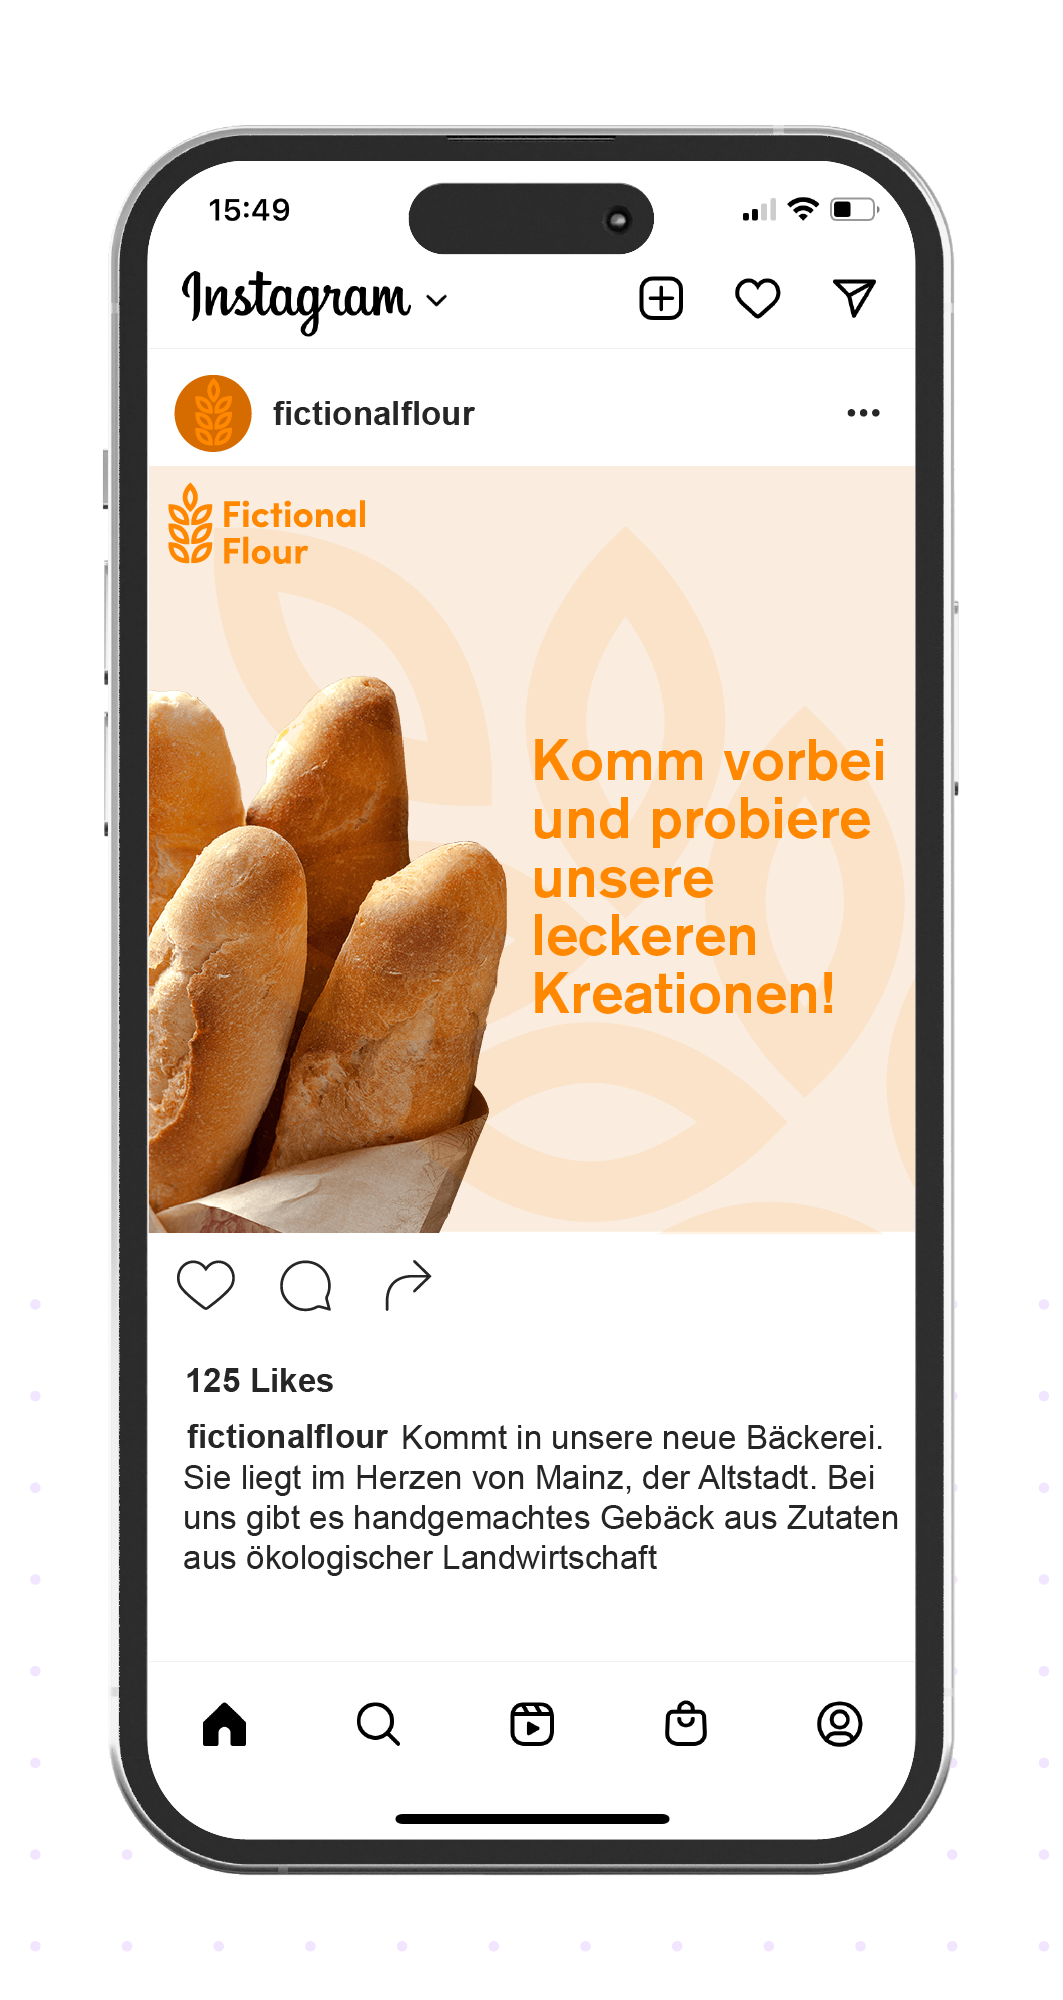 15:49
Instagram
fictionalflour
Fictional
Flour
Komm vorbei
und probiere
unsere
leckeren
Kreationen!
125 Likes
fictionalflour Kommt in unsere neue Bäckerei.
Sie liegt im Herzen von Mainz, der Altstadt. Bei
uns gibt es handgemachtes Gebäck aus Zutaten
aus ökologischer Landwirtschaft